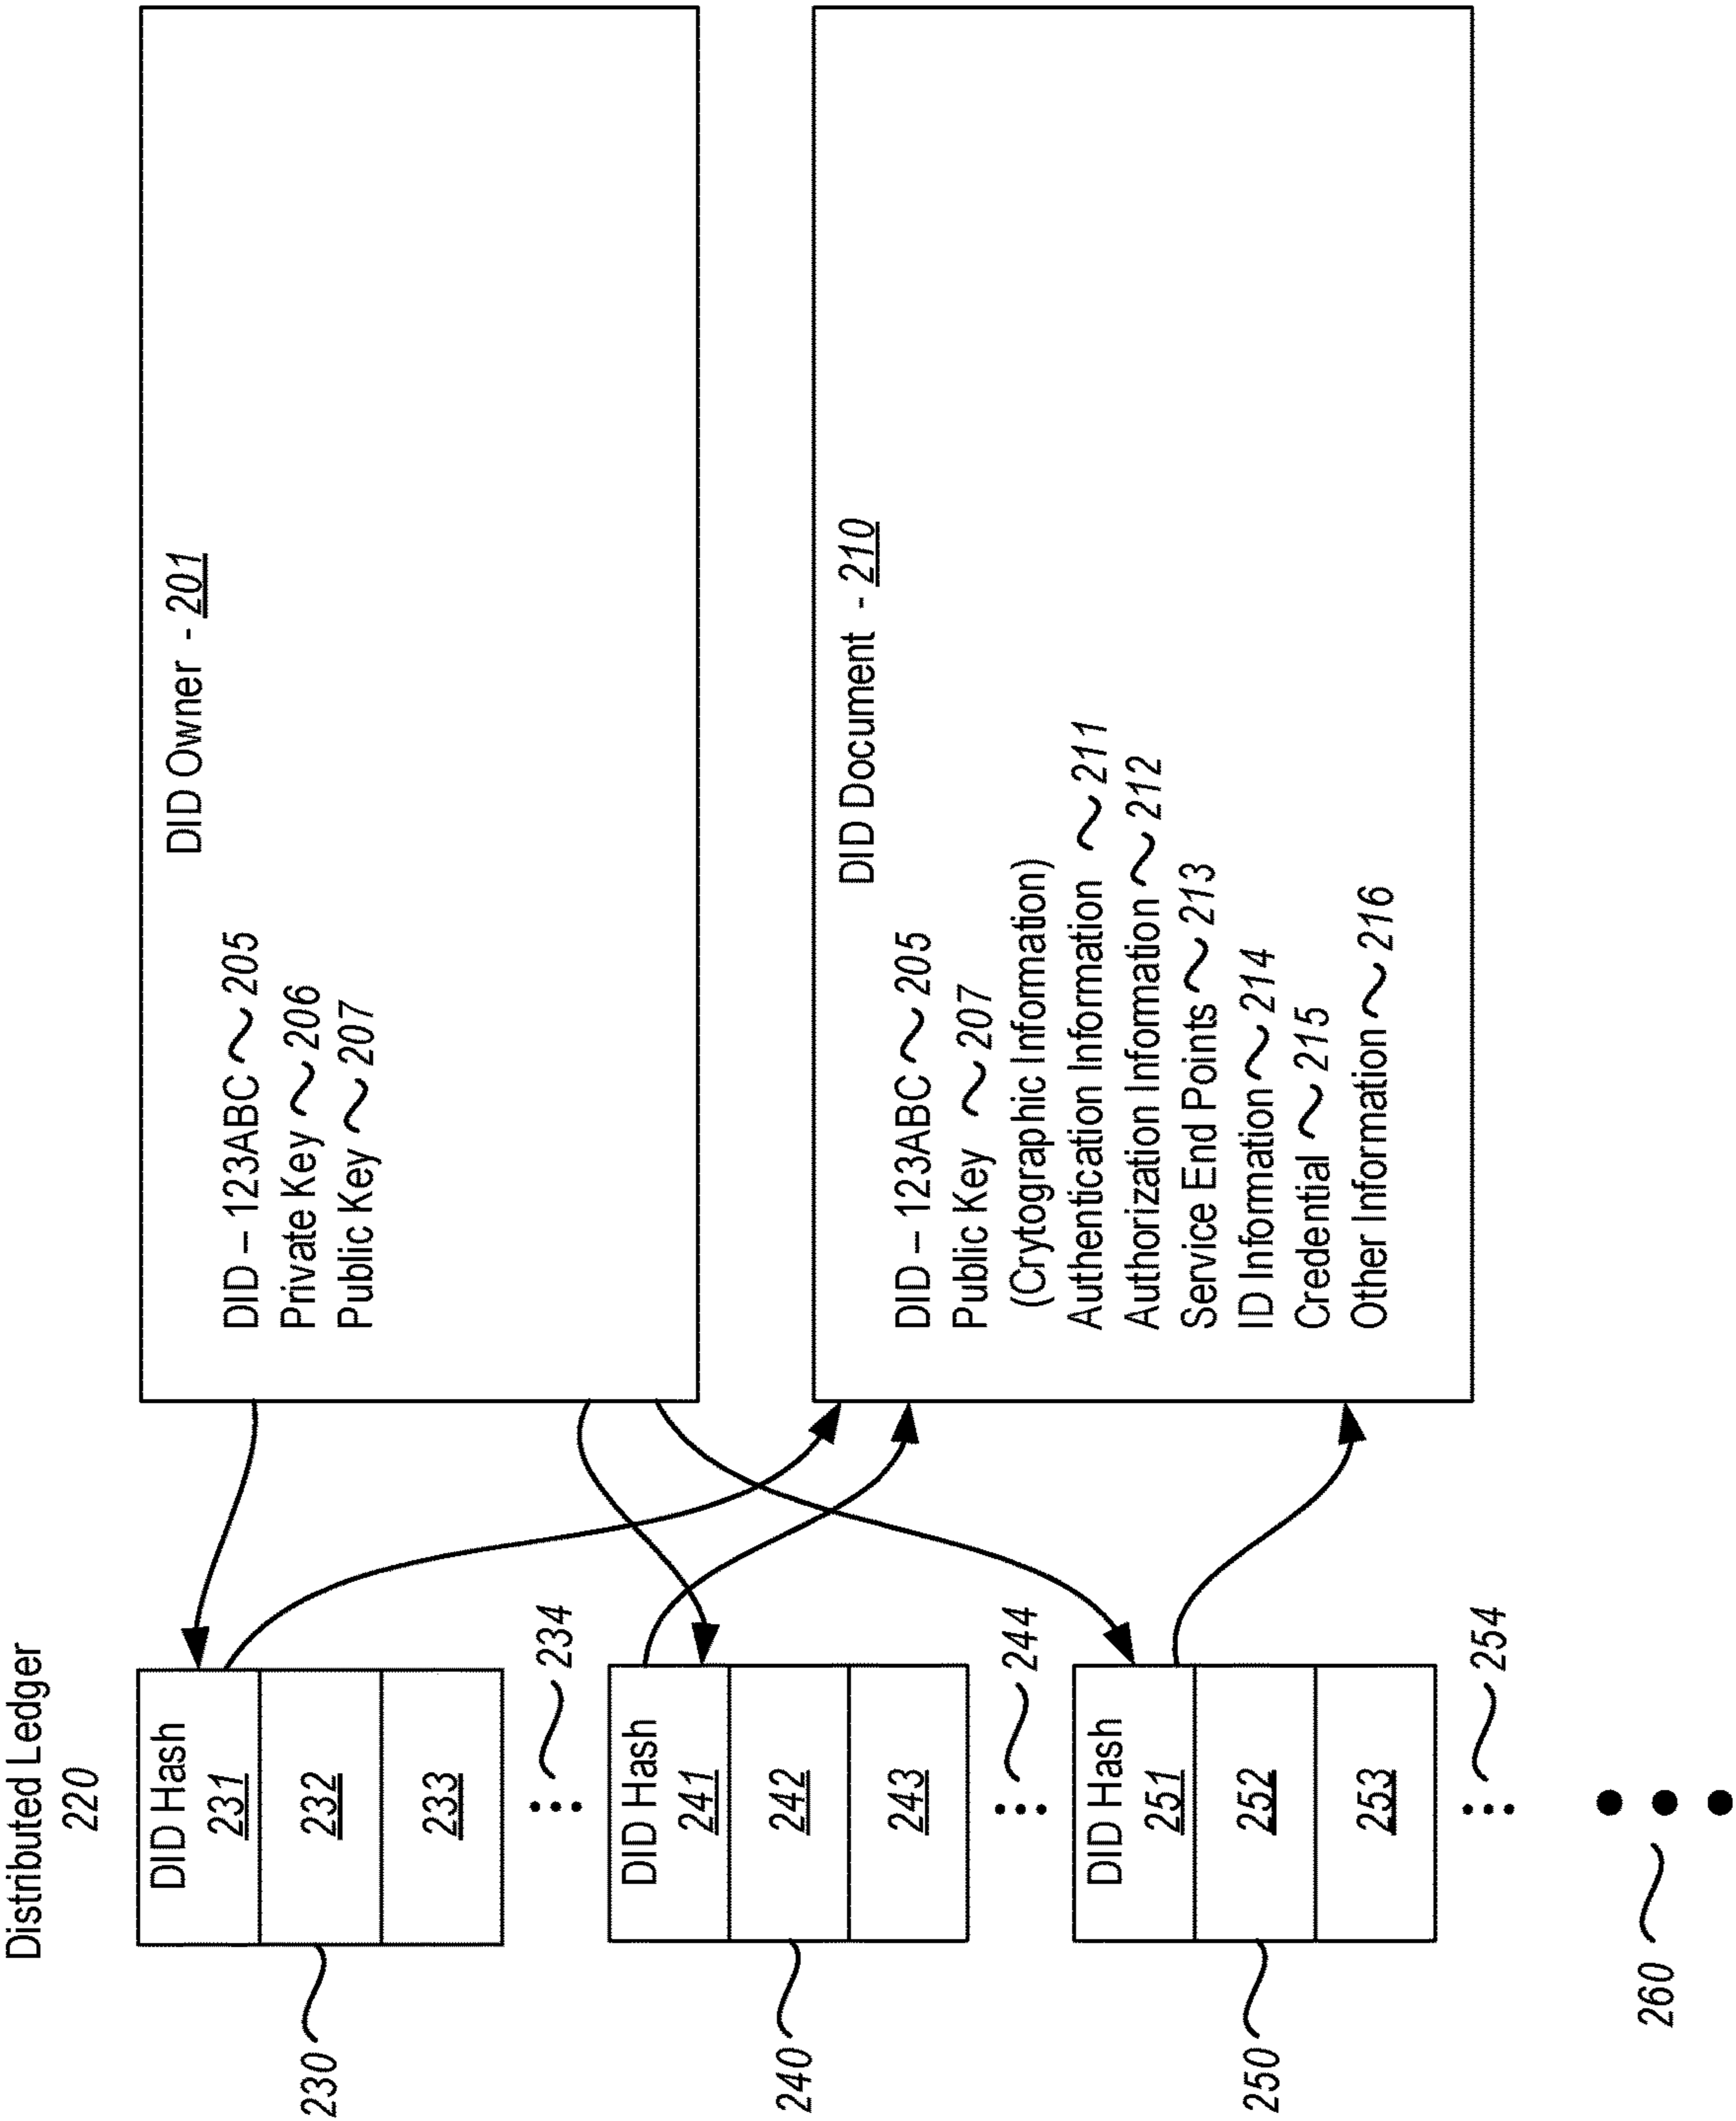 Distributed Ledger
220
DID Hash
231
232
233
234
230
DID Hash
241
242
243
244
240
DID Hash
251
252
253
254
250
260
DID Owner - 201
DID – 123ABC 205
Private Key 206
Public Key 207
DID Document - 210
DID – 123ABC 205
Public Key 207
(Crytographic Information)
Authentication Information 211
Authorization Information 212
Service End Points 213
ID Information 214
Credential 215
Other Information 216